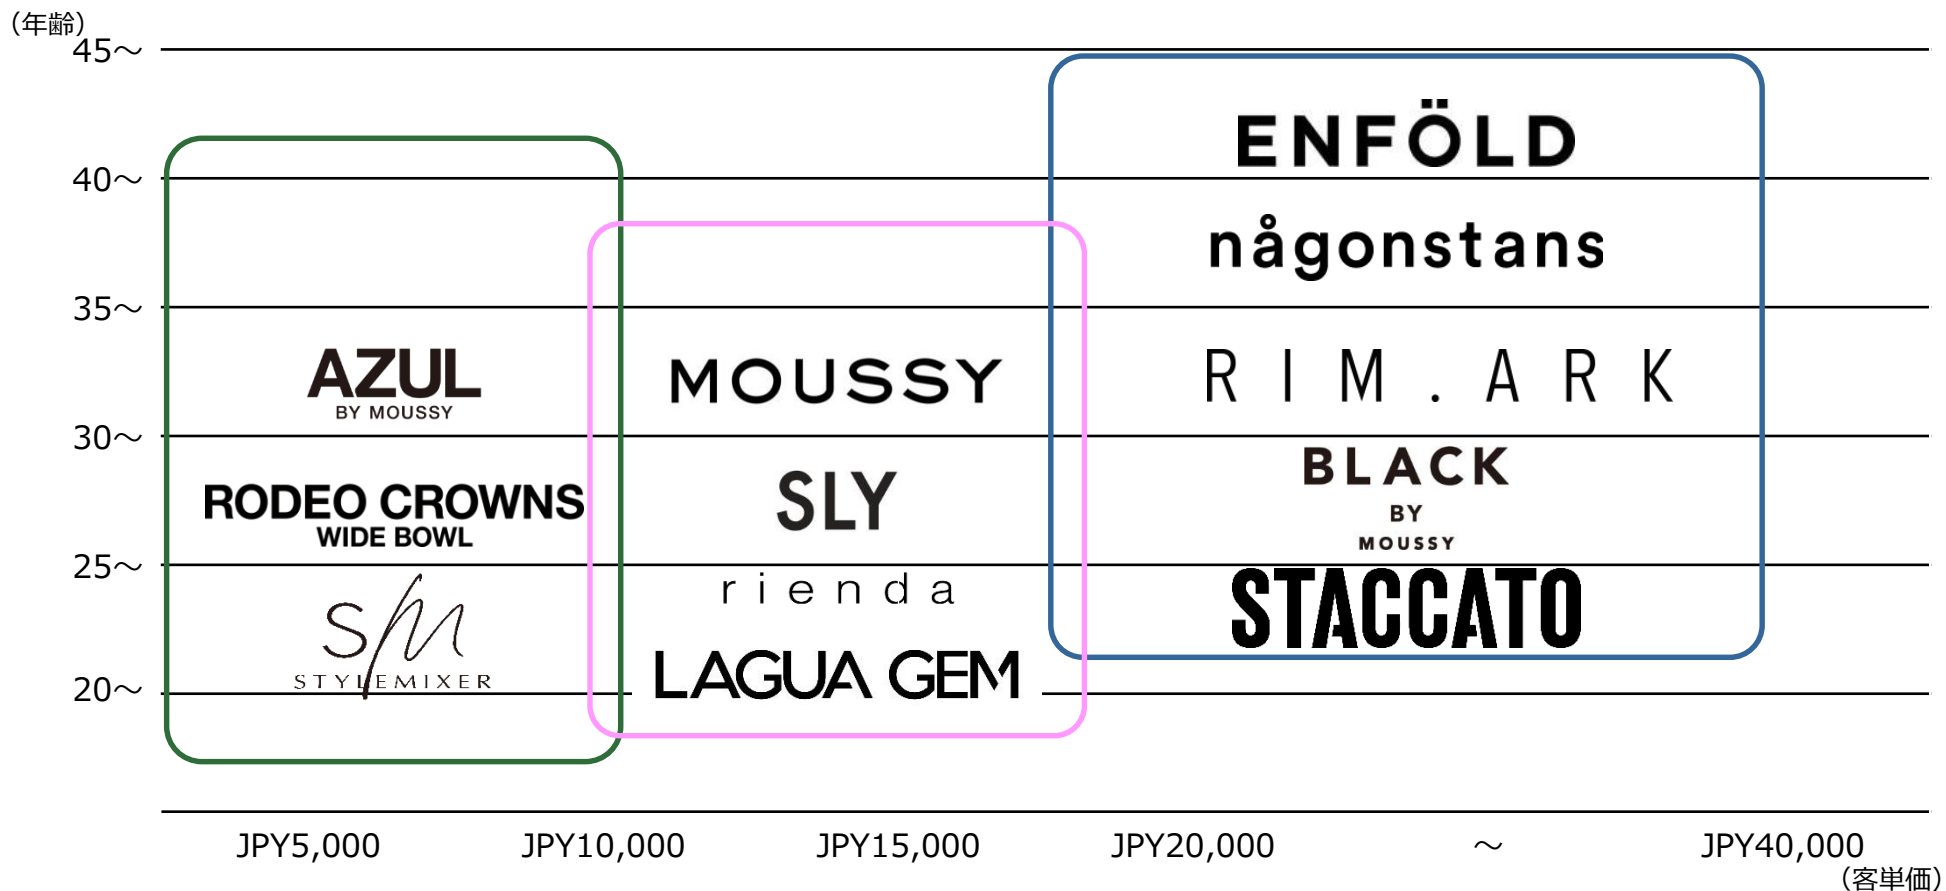 （年齢）
45～
ENFÖLD
40～
någonstans
35～
AZUL
BY MOUSSY
MOUSSY
RIM.ARK
30～
RODEO CROWNS
WIDE BOWL
SLY
BLACK
BY
MOUSSY
25～
SM
STYLEMIXER
rienda
LAGUA GEM
STACCATO
20～
JPY5,000 JPY10,000 JPY15,000 JPY20,000 ～ JPY40,000
（客単価）